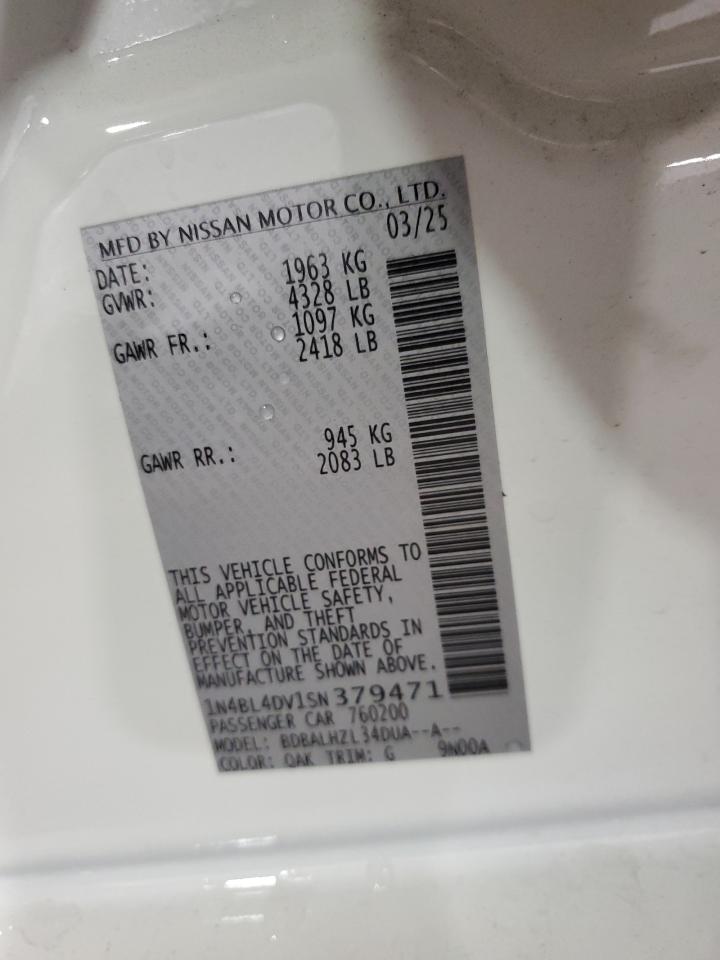 MFD BY NISSAN MOTOR CO., LTD.
DATE: 03/25
GVWR: 1963 KG
4328 LB
GAWR FR.: 1097 KG
2418 LB
GAWR RR.: 945 KG
2083 LB
THIS VEHICLE CONFORMS TO
ALL APPLICABLE FEDERAL
MOTOR VEHICLE SAFETY,
BUMPER, AND THEFT
PREVENTION STANDARDS IN
EFFECT ON THE DATE OF
MANUFACTURE SHOWN ABOVE.
1N4BL4DV1SN379471
PASSENGER CAR 760200
MODEL: BDBALHZL34DUA--A--
COLOR: QAK TRIM: G 9N00A